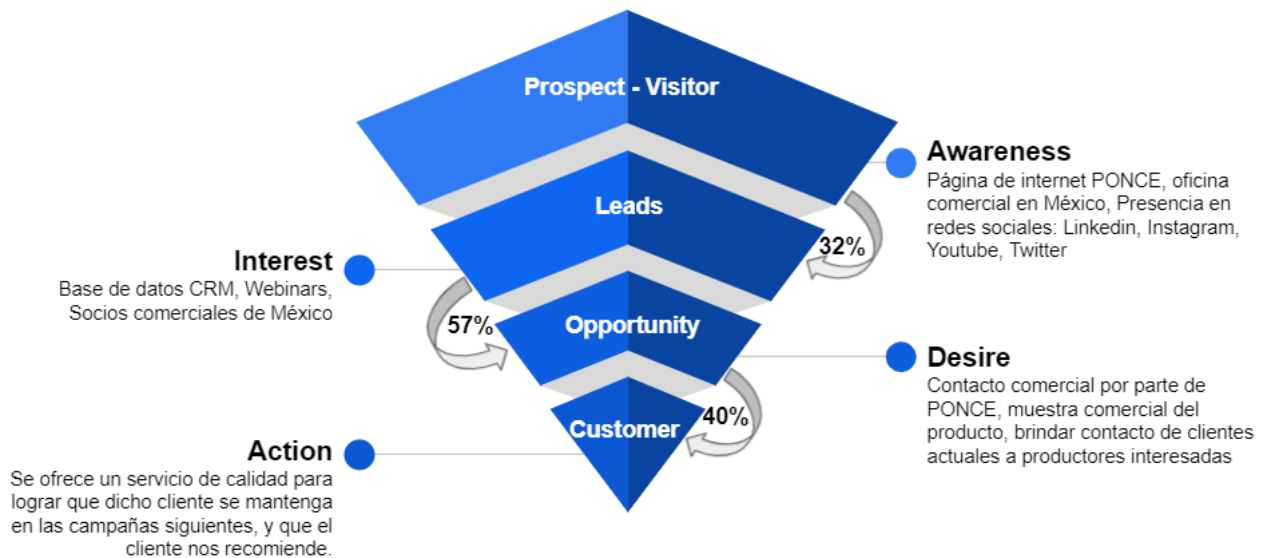 Prospect - Visitor
Awareness
Página de internet PONCE, oficina
comercial en México, Presencia en
redes sociales: Linkedin, Instagram,
Youtube, Twitter
Leads
32%
Interest
Base de datos CRM, Webinars,
Socios comerciales de México
57%
Opportunity
Desire
Contacto comercial por parte de
PONCE, muestra comercial del
producto, brindar contacto de clientes
actuales a productores interesadas
40%
Customer
Action
Se ofrece un servicio de calidad para
lograr que dicho cliente se mantenga
en las campañas siguientes, y que el
cliente nos recomiende.